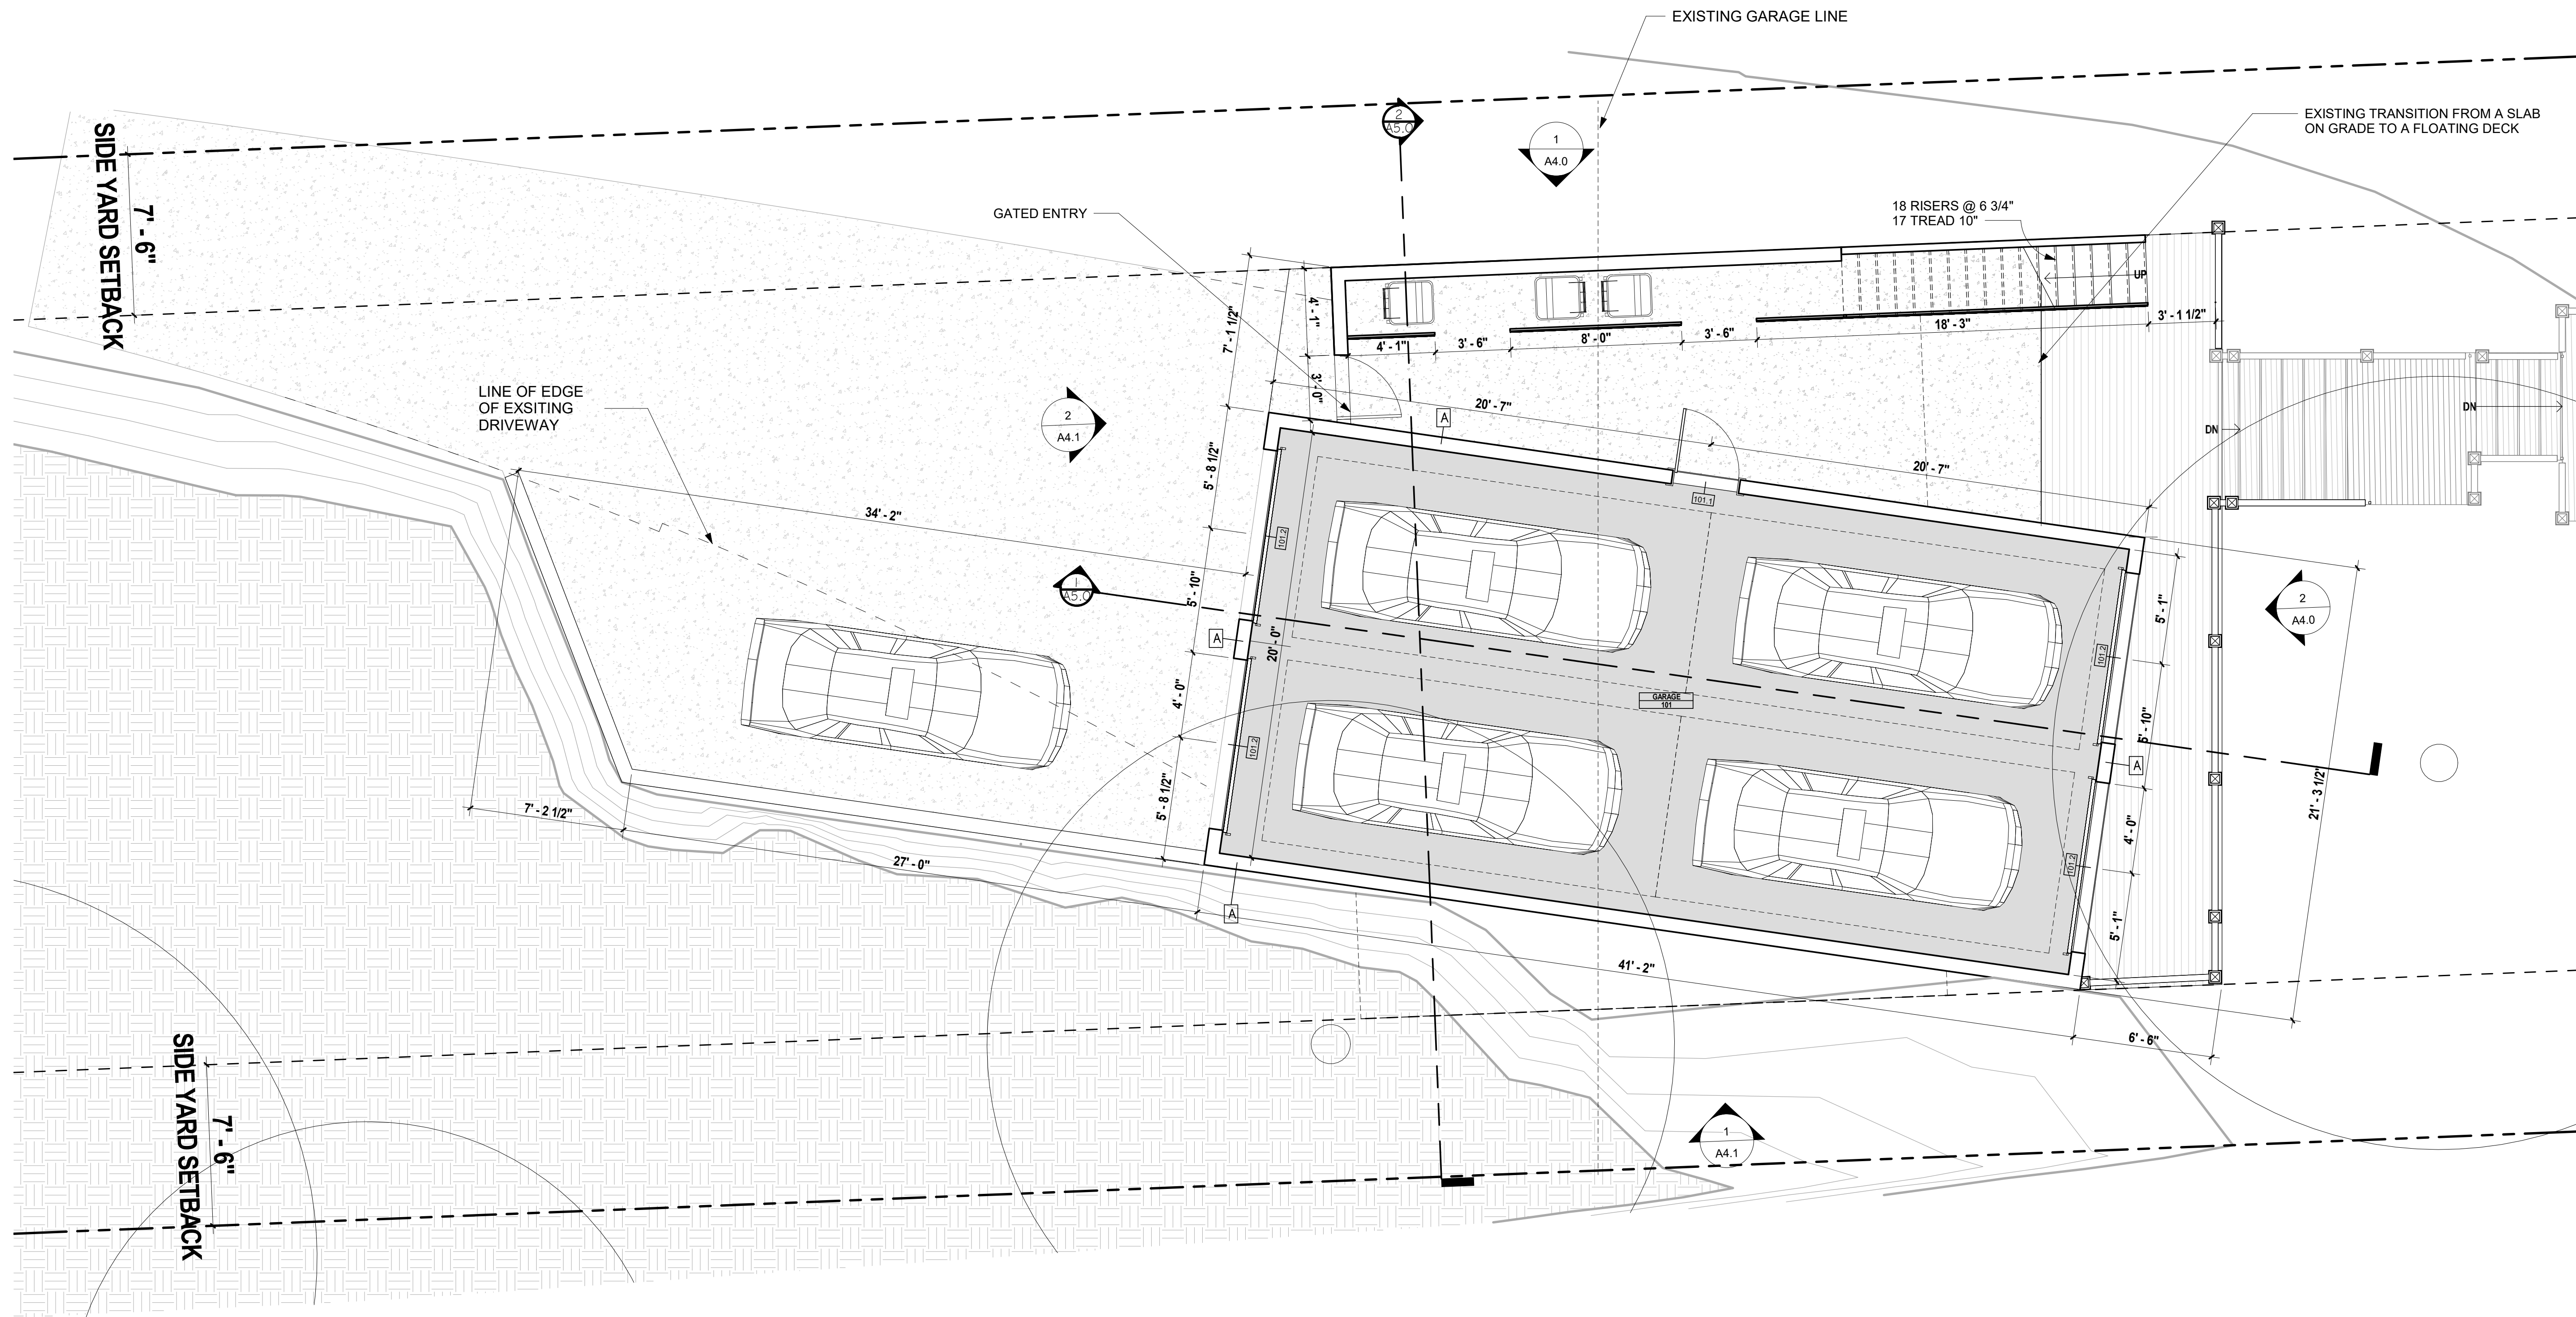 EXISTING GARAGE LINE
2
A5.0
1
A4.0
EXISTING TRANSITION FROM A SLAB
ON GRADE TO A FLOATING DECK
SIDE YARD SETBACK
7' - 6"
GATED ENTRY
18 RISERS @ 6 3/4"
17 TREAD 10"
UP
4' - 1"
7' - 1 1/2"
4' - 1"
3' - 6"
8' - 0"
3' - 6"
18' - 3"
3' - 1 1/2"
3' - 0"
LINE OF EDGE
OF EXSITING
DRIVEWAY
2
A4.1
20' - 7"
A
DN
DN
20' - 7"
5' - 8 1/2"
101.1
34' - 2"
101.2
1
A5.0
5' - 10"
5' - 1"
2
A4.0
A
20' - 0"
101.2
4' - 0"
GARAGE
101
5' - 10"
101.2
A
21' - 3 1/2"
5' - 8 1/2"
7' - 2 1/2"
4' - 0"
27' - 0"
101.2
A
5' - 1"
41' - 2"
6' - 6"
SIDE YARD SETBACK
7' - 6"
1
A4.1